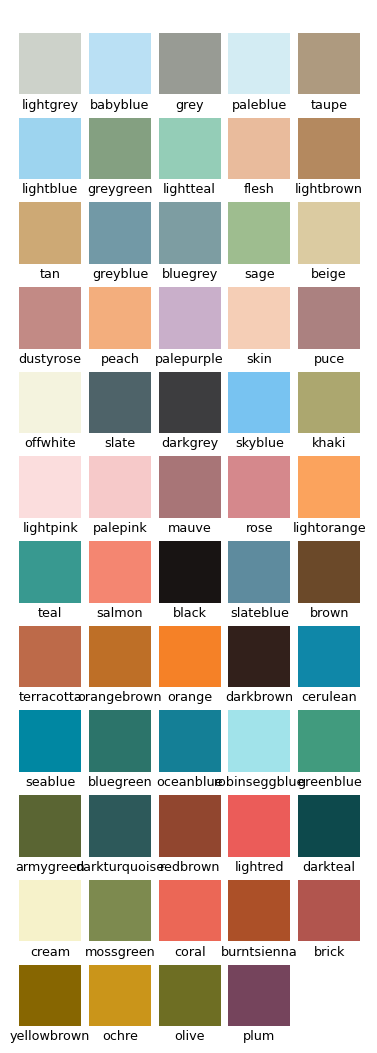 lightgrey babyblue grey paleblue taupe
lightblue greygreen lightteal flesh lightbrown
tan greyblue bluegrey sage beige
dustyrose peach palepurple skin puce
offwhite slate darkgrey skyblue khaki
lightpink palepink mauve rose lightorange
teal salmon black slateblue brown
terracotta orangebrown orange darkbrown cerulean
seablue bluegreen oceanblue robinseggblue greenblue
armygreen darkturquoise redbrown lightred darkteal
cream mossgreen coral burntsienna brick
yellowbrown ochre olive plum